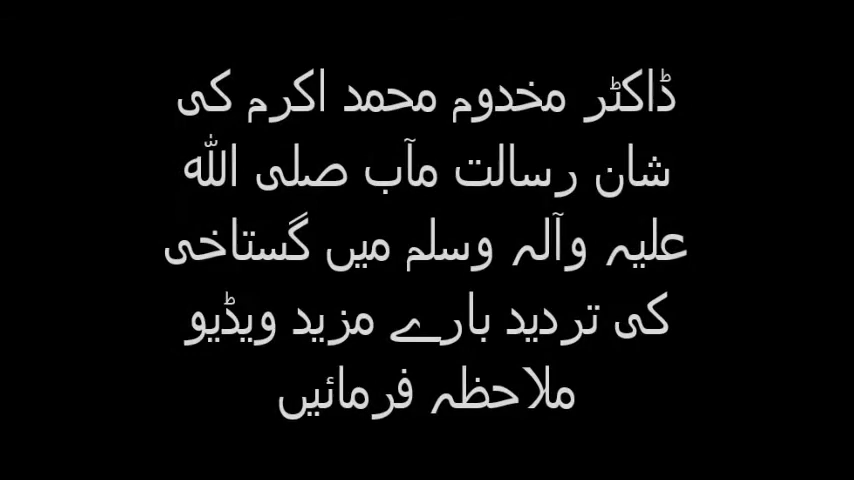 ڈاکٹر مخدوم محمد اکرم کی
شان رسالت مآب صلی اللّٰہ
علیہ وآلہ وسلم میں گستاخی
کی تردید بارے مزید ویڈیو
ملاحظہ فرمائیں